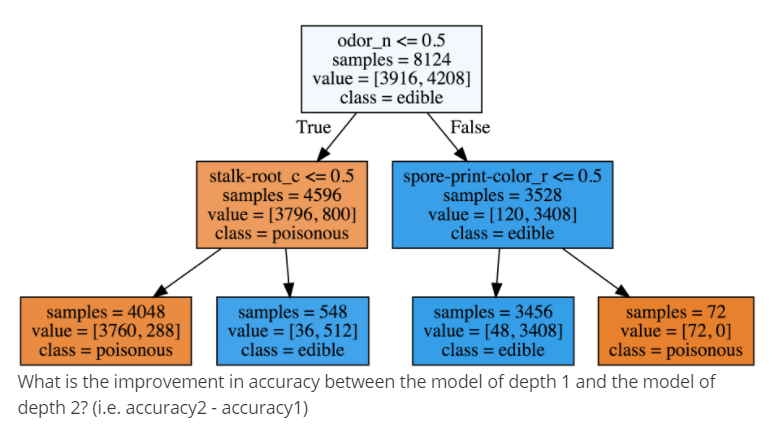 odor_n <= 0.5
samples = 8124
value = [3916, 4208]
class = edible
True
False
stalk-root_c <= 0.5
samples = 4596
value = [3796, 800]
class = poisonous
spore-print-color_r <= 0.5
samples = 3528
value = [120, 3408]
class = edible
samples = 4048
value = [3760, 288]
class = poisonous
samples = 548
value = [36, 512]
class = edible
samples = 3456
value = [48, 3408]
class = edible
samples = 72
value = [72, 0]
class = poisonous
What is the improvement in accuracy between the model of depth 1 and the model of
depth 2? (i.e. accuracy2 - accuracy1)